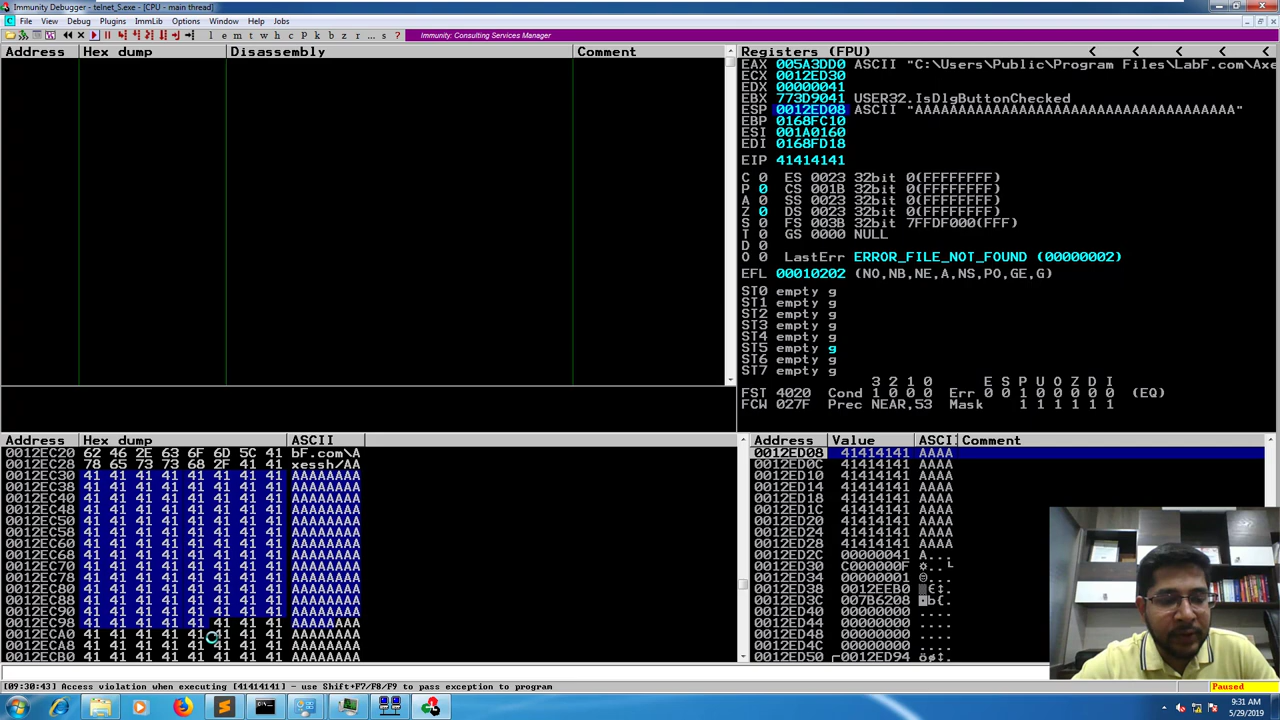 Immunity Debugger - telnet_S.exe - [CPU - main thread]
File View Debug Plugins ImmLib Options Window Help Jobs
l e m t w h c P k b z r ... s ? Immunity: Consulting Services Manager
Address Hex dump Disassembly Comment
Registers (FPU) < < < < <
EAX 005A3DD0 ASCII "C:\Users\Public\Program Files\LabF.com\Axe
ECX 0012ED30
EDX 00000041
EBX 773D9041 USER32.IsDlgButtonChecked
ESP 0012ED08 ASCII "AAAAAAAAAAAAAAAAAAAAAAAAAAAAAAAAAAAAA"
EBP 0168FC10
ESI 001A0160
EDI 0168FD18
EIP 41414141
C 0 ES 0023 32bit 0(FFFFFFFF)
P 0 CS 001B 32bit 0(FFFFFFFF)
A 0 SS 0023 32bit 0(FFFFFFFF)
Z 0 DS 0023 32bit 0(FFFFFFFF)
S 0 FS 003B 32bit 7FFDF000(FFF)
T 0 GS 0000 NULL
D 0
O 0 LastErr ERROR_FILE_NOT_FOUND (00000002)
EFL 00010202 (NO,NB,NE,A,NS,PO,GE,G)
ST0 empty g
ST1 empty g
ST2 empty g
ST3 empty g
ST4 empty g
ST5 empty g
ST6 empty g
ST7 empty g
3 2 1 0 E S P U O Z D I
FST 4020 Cond 1 0 0 0 Err 0 0 1 0 0 0 0 0 (EQ)
FCW 027F Prec NEAR,53 Mask 1 1 1 1 1 1
Address Hex dump ASCII
0012EC20 62 46 2E 63 6F 6D 5C 41 bF.com\A
0012EC28 78 65 73 73 68 2F 41 41 xessh/AA
0012EC30 41 41 41 41 41 41 41 41 AAAAAAAA
0012EC38 41 41 41 41 41 41 41 41 AAAAAAAA
0012EC40 41 41 41 41 41 41 41 41 AAAAAAAA
0012EC48 41 41 41 41 41 41 41 41 AAAAAAAA
0012EC50 41 41 41 41 41 41 41 41 AAAAAAAA
0012EC58 41 41 41 41 41 41 41 41 AAAAAAAA
0012EC60 41 41 41 41 41 41 41 41 AAAAAAAA
0012EC68 41 41 41 41 41 41 41 41 AAAAAAAA
0012EC70 41 41 41 41 41 41 41 41 AAAAAAAA
0012EC78 41 41 41 41 41 41 41 41 AAAAAAAA
0012EC80 41 41 41 41 41 41 41 41 AAAAAAAA
0012EC88 41 41 41 41 41 41 41 41 AAAAAAAA
0012EC90 41 41 41 41 41 41 41 41 AAAAAAAA
0012EC98 41 41 41 41 41 41 41 41 AAAAAAAA
0012ECA0 41 41 41 41 41 41 41 41 AAAAAAAA
0012ECA8 41 41 41 41 41 41 41 41 AAAAAAAA
0012ECB0 41 41 41 41 41 41 41 41 AAAAAAAA
Address Value ASCI: Comment
0012ED08 41414141 AAAA
0012ED0C 41414141 AAAA
0012ED10 41414141 AAAA
0012ED14 41414141 AAAA
0012ED18 41414141 AAAA
0012ED1C 41414141 AAAA
0012ED20 41414141 AAAA
0012ED24 41414141 AAAA
0012ED28 41414141 AAAA
0012ED2C 00000041 A...
0012ED30 C000000F
0012ED34 00000001
0012ED38 0012EEB0
0012ED3C 007B6208
0012ED40 00000000 ....
0012ED44 00000000 ....
0012ED48 00000000 ....
0012ED4C 00000000 ....
0012ED50 0012ED94
[09:30:43] Access violation when executing [41414141] - use Shift+F7/F8/F9 to pass exception to program
Paused
9:31 AM
5/29/2019